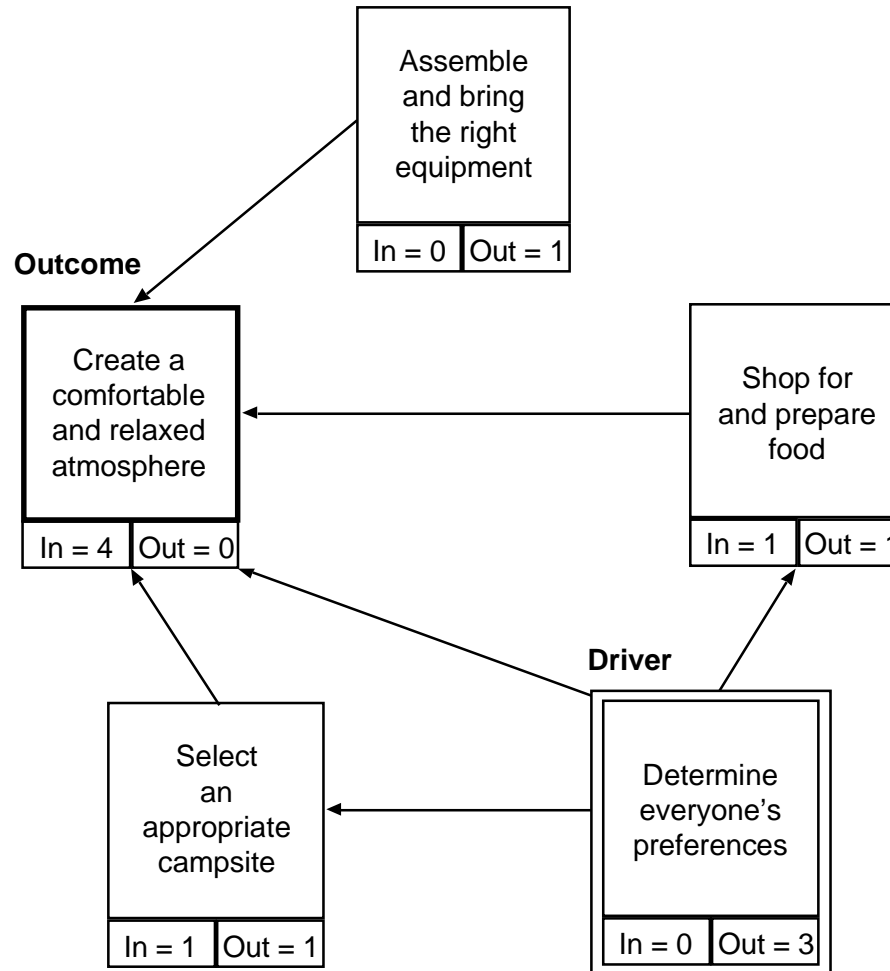 Assemble
and bring
the right
equipment
In = 0 Out = 1
Outcome
Create a
comfortable
and relaxed
atmosphere
In = 4 Out = 0
Shop for
and prepare
food
In = 1 Out = 1
Driver
Select
an
appropriate
campsite
In = 1 Out = 1
Determine
everyone’s
preferences
In = 0 Out = 3